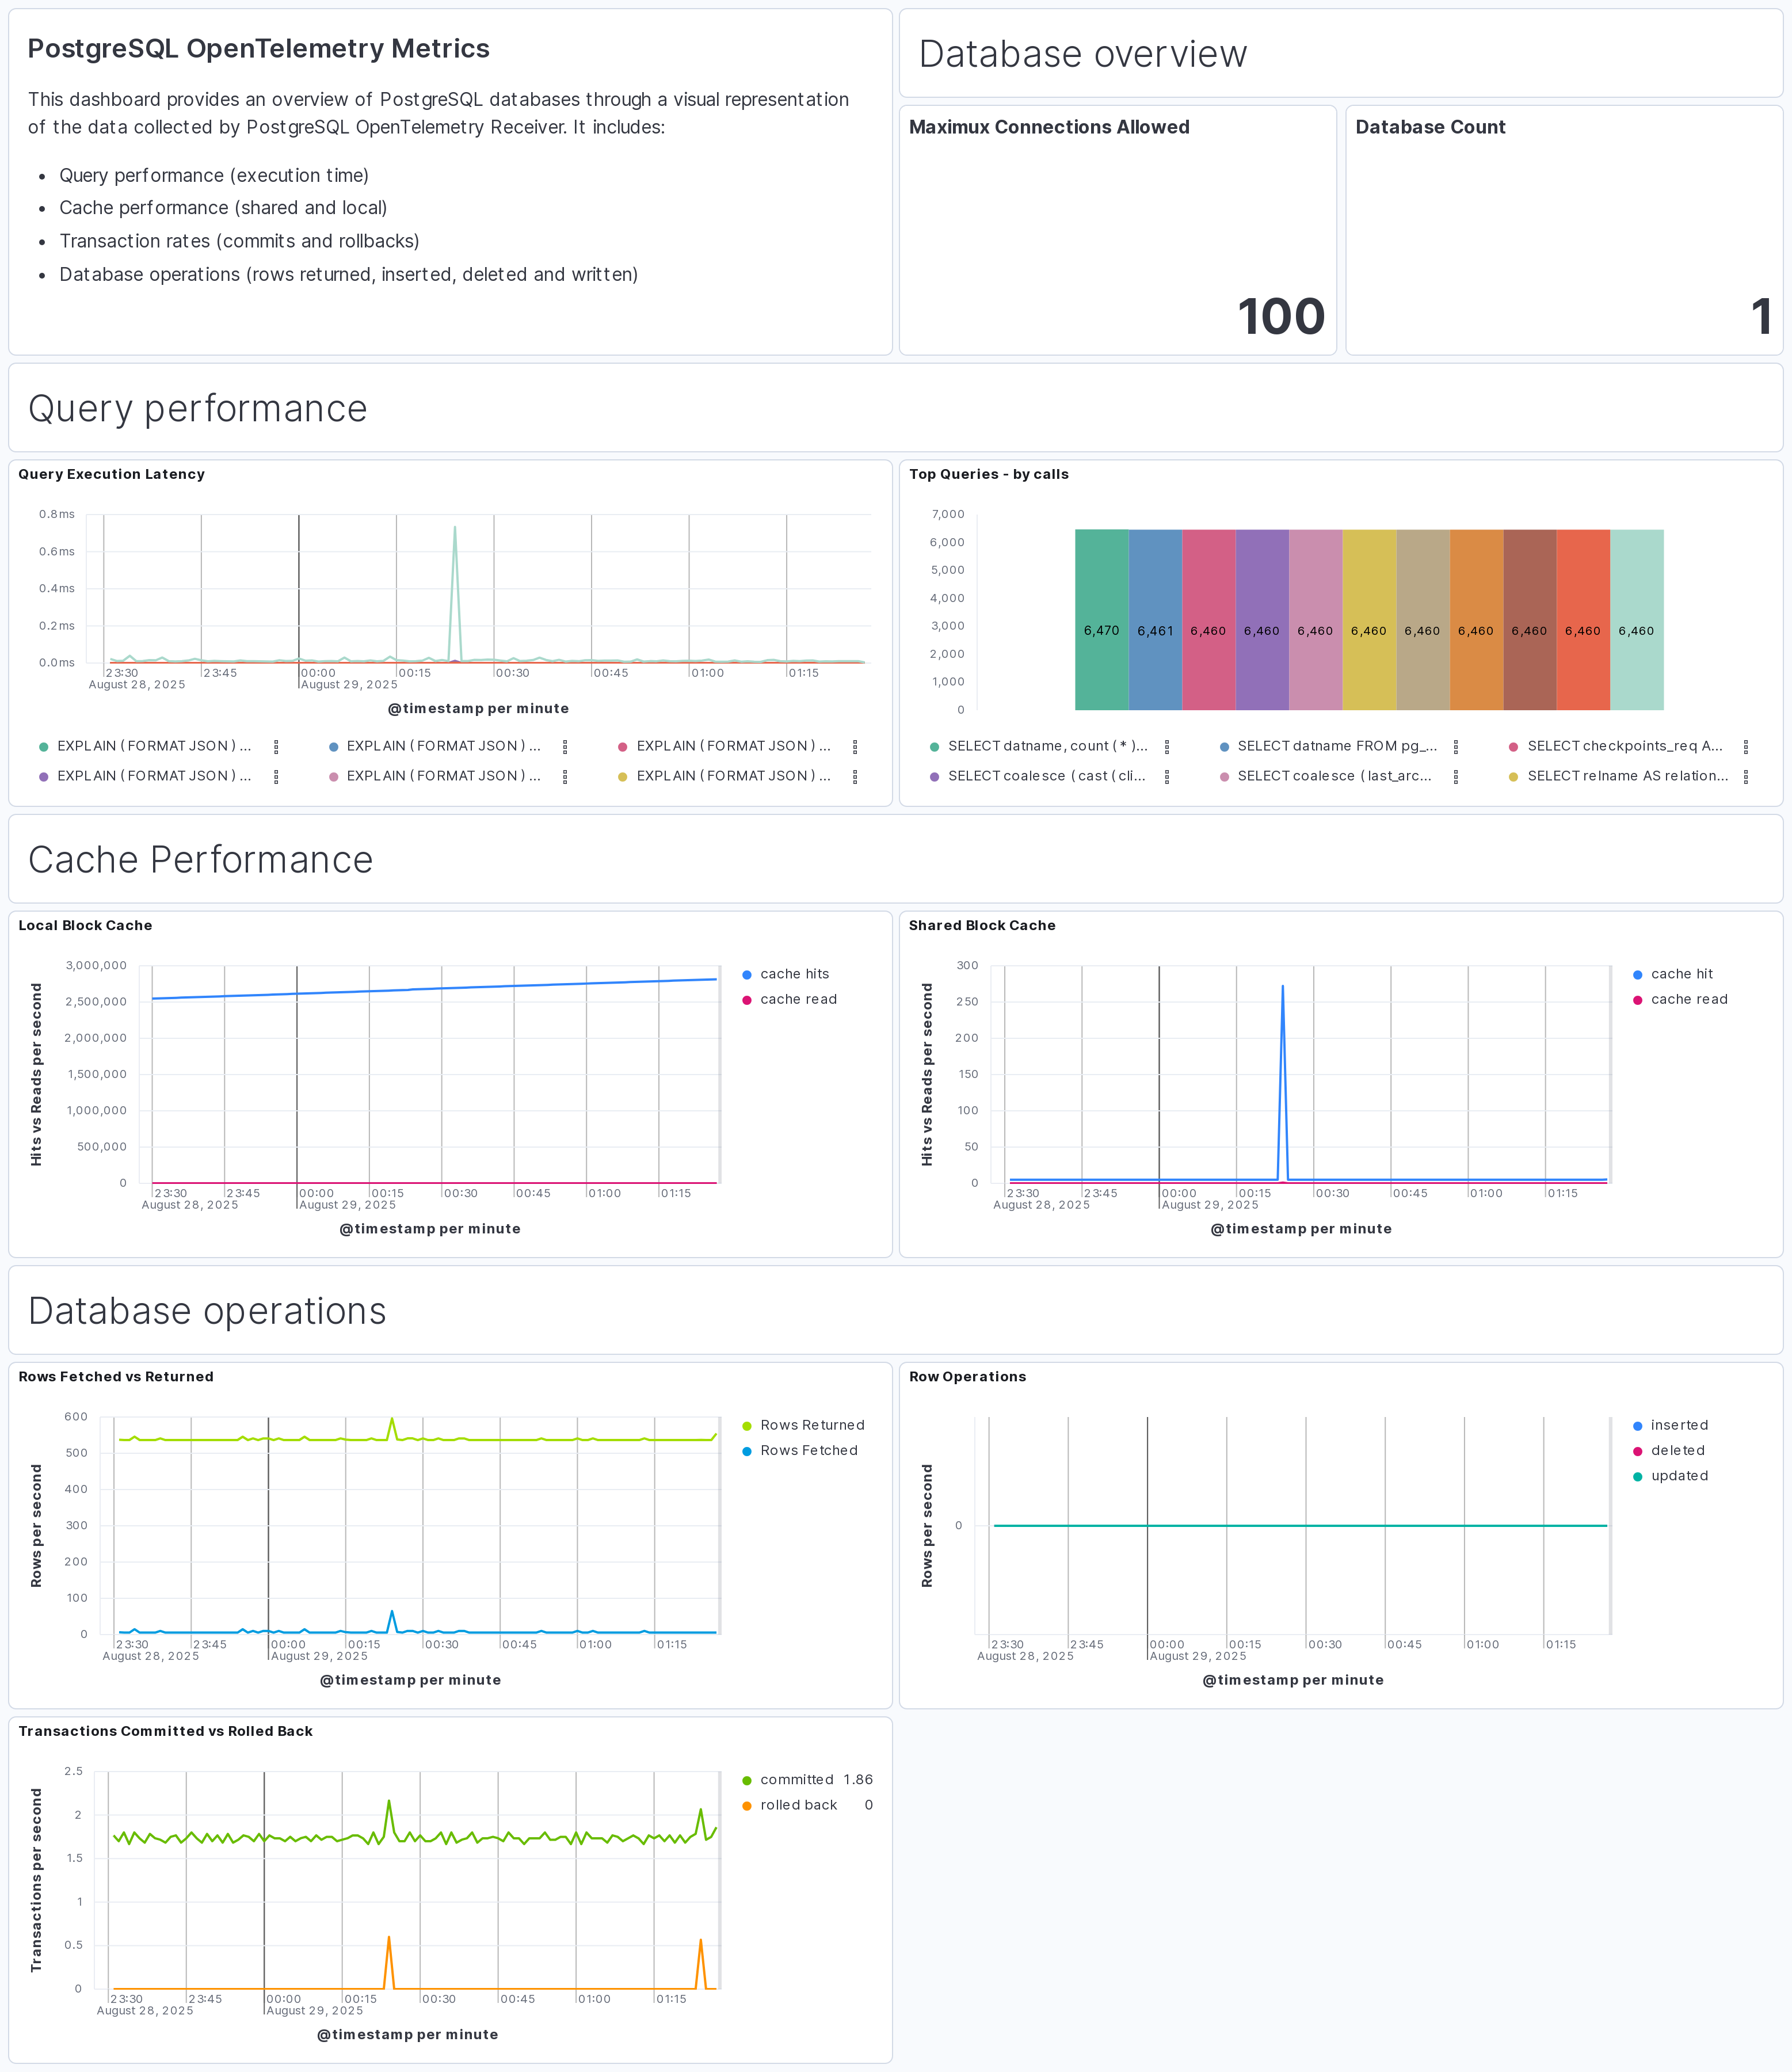 PostgreSQL OpenTelemetry Metrics
This dashboard provides an overview of PostgreSQL databases through a visual representation
of the data collected by PostgreSQL OpenTelemetry Receiver. It includes:
• Query performance (execution time)
• Cache performance (shared and local)
• Transaction rates (commits and rollbacks)
• Database operations (rows returned, inserted, deleted and written)
Database overview
Maximux Connections Allowed
100
Database Count
1
Query performance
Query Execution Latency
0.8ms
0.6ms
0.4ms
0.2ms
0.0ms
23:30 23:45 00:00 00:15 00:30 00:45 01:00 01:15
August 28, 2025 August 29, 2025
@timestamp per minute
EXPLAIN ( FORMAT JSON ) … EXPLAIN ( FORMAT JSON ) … EXPLAIN ( FORMAT JSON ) …
EXPLAIN ( FORMAT JSON ) … EXPLAIN ( FORMAT JSON ) … EXPLAIN ( FORMAT JSON ) …
Top Queries - by calls
7,000
6,000
5,000
4,000
3,000
2,000
1,000
0
6,470 6,461 6,460 6,460 6,460 6,460 6,460 6,460 6,460 6,460 6,460
SELECT datname, count ( * )… SELECT datname FROM pg_… SELECT checkpoints_req A…
SELECT coalesce ( cast ( cli… SELECT coalesce ( last_arc… SELECT relname AS relation…
Cache Performance
Local Block Cache
Hits vs Reads per second
3,000,000
2,500,000
2,000,000
1,500,000
1,000,000
500,000
0
23:30 23:45 00:00 00:15 00:30 00:45 01:00 01:15
August 28, 2025 August 29, 2025
@timestamp per minute
cache hits
cache read
Shared Block Cache
Hits vs Reads per second
300
250
200
150
100
50
0
23:30 23:45 00:00 00:15 00:30 00:45 01:00 01:15
August 28, 2025 August 29, 2025
@timestamp per minute
cache hit
cache read
Database operations
Rows Fetched vs Returned
Rows per second
600
500
400
300
200
100
0
23:30 23:45 00:00 00:15 00:30 00:45 01:00 01:15
August 28, 2025 August 29, 2025
@timestamp per minute
Rows Returned
Rows Fetched
Row Operations
Rows per second
0
23:30 23:45 00:00 00:15 00:30 00:45 01:00 01:15
August 28, 2025 August 29, 2025
@timestamp per minute
inserted
deleted
updated
Transactions Committed vs Rolled Back
Transactions per second
2.5
2
1.5
1
0.5
0
23:30 23:45 00:00 00:15 00:30 00:45 01:00 01:15
August 28, 2025 August 29, 2025
@timestamp per minute
committed 1.86
rolled back 0